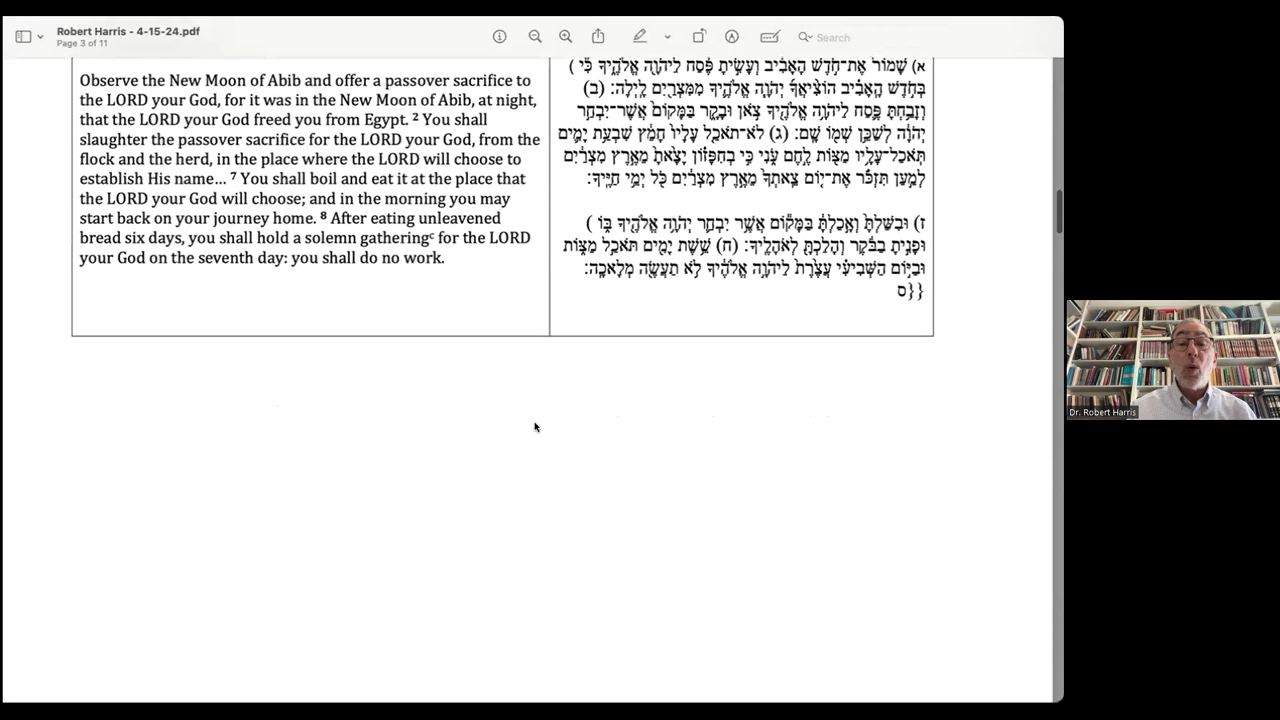 Robert Harris - 4-15-24.pdf
Page 3 of 11
Search
Observe the New Moon of Abib and offer a passover sacrifice to
the LORD your God, for it was in the New Moon of Abib, at night,
that the LORD your God freed you from Egypt. ² You shall
slaughter the passover sacrifice for the LORD your God, from the
flock and the herd, in the place where the LORD will choose to
establish His name... ⁷ You shall boil and eat it at the place that
the LORD your God will choose; and in the morning you may
start back on your journey home. ⁸ After eating unleavened
bread six days, you shall hold a solemn gatheringᶜ for the LORD
your God on the seventh day: you shall do no work.
א) שָׁמוֹר֙ אֶת־חֹ֣דֶשׁ הָאָבִ֔יב וְעָשִׂ֣יתָ פֶּ֔סַח לַיהֹוָ֖ה אֱלֹהֶ֑יךָ כִּ֞י (
בְּחֹ֣דֶשׁ הָֽאָבִ֗יב הוֹצִ֨יאֲךָ֜ יְהֹוָ֧ה אֱלֹהֶ֛יךָ מִמִּצְרַ֖יִם לָֽיְלָה׃ (ב)
וְזָבַ֥חְתָּ פֶּ֛סַח לַיהֹוָ֥ה אֱלֹהֶ֖יךָ צֹ֣אן וּבָקָ֑ר בַּמָּקוֹם֙ אֲשֶׁר־יִבְחַ֣ר
יְהֹוָ֔ה לְשַׁכֵּ֥ן שְׁמ֖וֹ שָֽׁם׃ (ג) לֹא־תֹאכַ֤ל עָלָיו֙ חָמֵ֔ץ שִׁבְעַ֥ת יָמִ֛ים
תֹּֽאכַל־עָלָ֥יו מַצּ֖וֹת לֶ֣חֶם עֹ֑נִי כִּ֣י בְחִפָּז֗וֹן יָצָ֙אתָ֙ מֵאֶ֣רֶץ מִצְרַ֔יִם
לְמַ֣עַן תִּזְכֹּ֗ר אֶת־י֤וֹם צֵֽאתְךָ֙ מֵאֶ֣רֶץ מִצְרַ֔יִם כֹּ֖ל יְמֵ֥י חַיֶּֽיךָ׃
ז) וּבִשַּׁלְתָּ֙ וְאָ֣כַלְתָּ֔ בַּמָּק֕וֹם אֲשֶׁ֥ר יִבְחַ֛ר יְהֹוָ֥ה אֱלֹהֶ֖יךָ בּ֑וֹ (
וּפָנִ֣יתָ בַבֹּ֔קֶר וְהָלַכְתָּ֖ לְאֹהָלֶֽיךָ׃ (ח) שֵׁ֥שֶׁת יָמִ֖ים תֹּאכַ֣ל מַצּ֑וֹת
וּבַיּ֣וֹם הַשְּׁבִיעִ֗י עֲצֶ֙רֶת֙ לַיהֹוָ֣ה אֱלֹהֶ֔יךָ לֹ֥א תַעֲשֶׂ֖ה מְלָאכָֽה׃
{{ס
Dr. Robert Harris